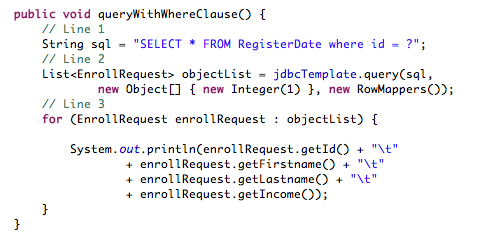 public void queryWithWhereClause() {
    // Line 1
    String sql = "SELECT * FROM RegisterDate where id = ?";
    // Line 2
    List<EnrollRequest> objectList = jdbcTemplate.query(sql,
            new Object[] { new Integer(1) }, new RowMappers());
    // Line 3
    for (EnrollRequest enrollRequest : objectList) {

        System.out.println(enrollRequest.getId() + "\t"
                + enrollRequest.getFirstname() + "\t"
                + enrollRequest.getLastname() + "\t"
                + enrollRequest.getIncome());
    }
}